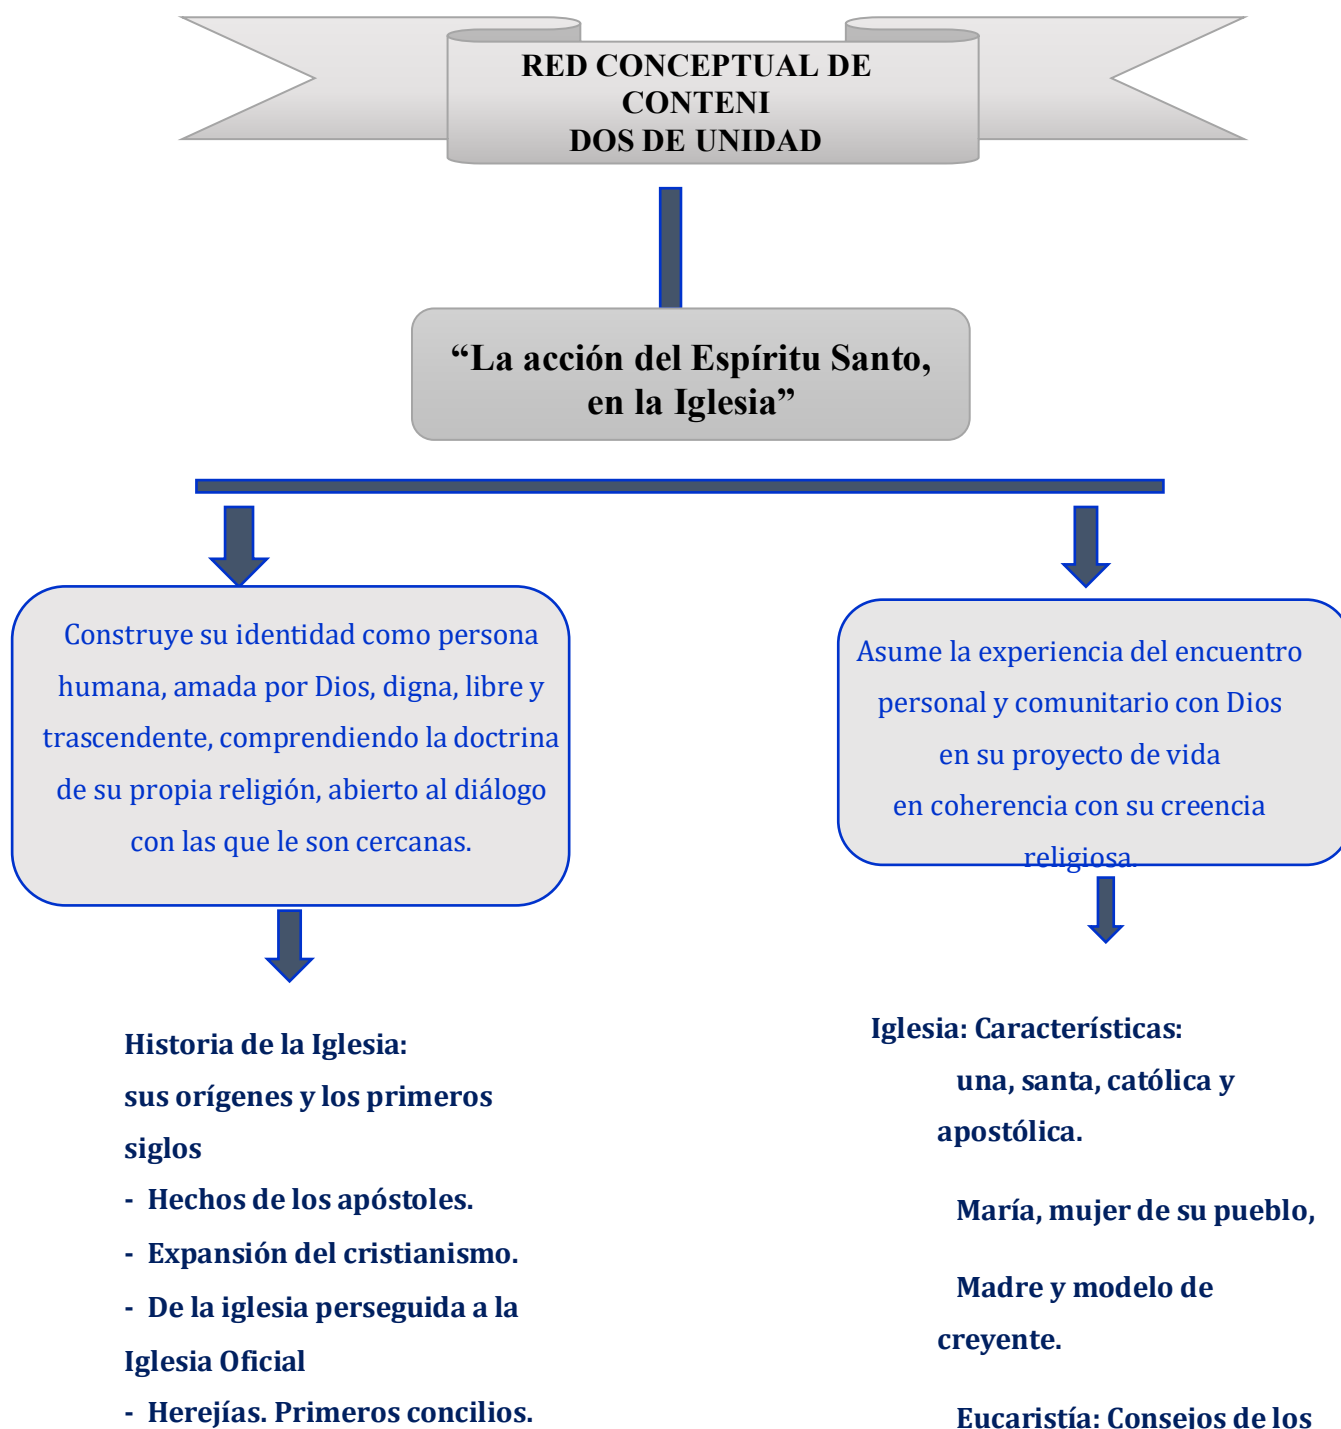 RED CONCEPTUAL DE
CONTENI
DOS DE UNIDAD
“La acción del Espíritu Santo,
en la Iglesia”
Construye su identidad como persona
humana, amada por Dios, digna, libre y
trascendente, comprendiendo la doctrina
de su propia religión, abierto al diálogo
con las que le son cercanas.
Asume la experiencia del encuentro
personal y comunitario con Dios
en su proyecto de vida
en coherencia con su creencia
religiosa.
Historia de la Iglesia:
sus orígenes y los primeros
siglos
- Hechos de los apóstoles.
- Expansión del cristianismo.
- De la iglesia perseguida a la
Iglesia Oficial
- Herejías. Primeros concilios.
Iglesia: Características:
una, santa, católica y
apostólica.
María, mujer de su pueblo,
Madre y modelo de
creyente.
Eucaristía: Consejos de los